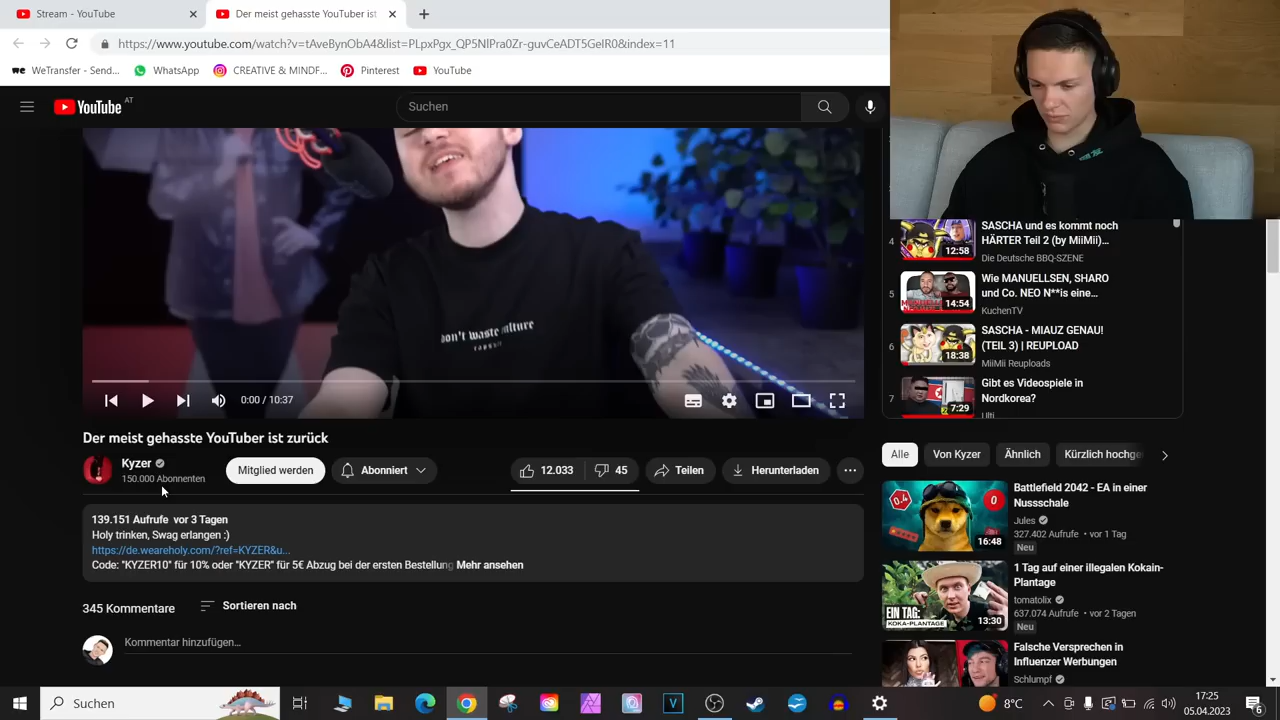 Stream - YouTube
Der meist gehasste YouTuber ist
https://www.youtube.com/watch?v=tAveBynObA4&list=PLpxPgx_QP5NlPra0Zr-guvCeADT5GeIR0&index=11
WeTransfer - Send...
WhatsApp
CREATIVE & MINDF...
Pinterest
YouTube
YouTube AT
Suchen
don't waste culture
0:00 / 10:37
4
12:58
SASCHA und es kommt noch
HÄRTER Teil 2 (by MiiMii)...
Die Deutsche BBQ-SZENE
5
14:54
Wie MANUELLSEN, SHARO
und Co. NEO N**is eine...
KuchenTV
6
18:38
SASCHA - MIAUZ GENAU!
(TEIL 3) | REUPLOAD
MiiMii Reuploads
7
7:29
Gibt es Videospiele in
Nordkorea?
Ulti
Der meist gehasste YouTuber ist zurück
Kyzer
150.000 Abonnenten
Mitglied werden
Abonniert
12.033
45
Teilen
Herunterladen
139.151 Aufrufe vor 3 Tagen
Holy trinken, Swag erlangen :)
https://de.weareholy.com/?ref=KYZER&u...
Code: "KYZER10" für 10% oder "KYZER" für 5€ Abzug bei der ersten Bestellung Mehr ansehen
345 Kommentare
Sortieren nach
Kommentar hinzufügen...
Alle
Von Kyzer
Ähnlich
Kürzlich hochge
0.4
0
16:48
Battlefield 2042 - EA in einer
Nussschale
Jules
327.402 Aufrufe · vor 1 Tag
Neu
EIN TAG:
KOKA-PLANTAGE
13:30
1 Tag auf einer illegalen Kokain-
Plantage
tomatolix
637.074 Aufrufe · vor 2 Tagen
Neu
Falsche Versprechen in
Influenzer Werbungen
Schlumpf
Suchen
8°C
17:25
05.04.2023
6